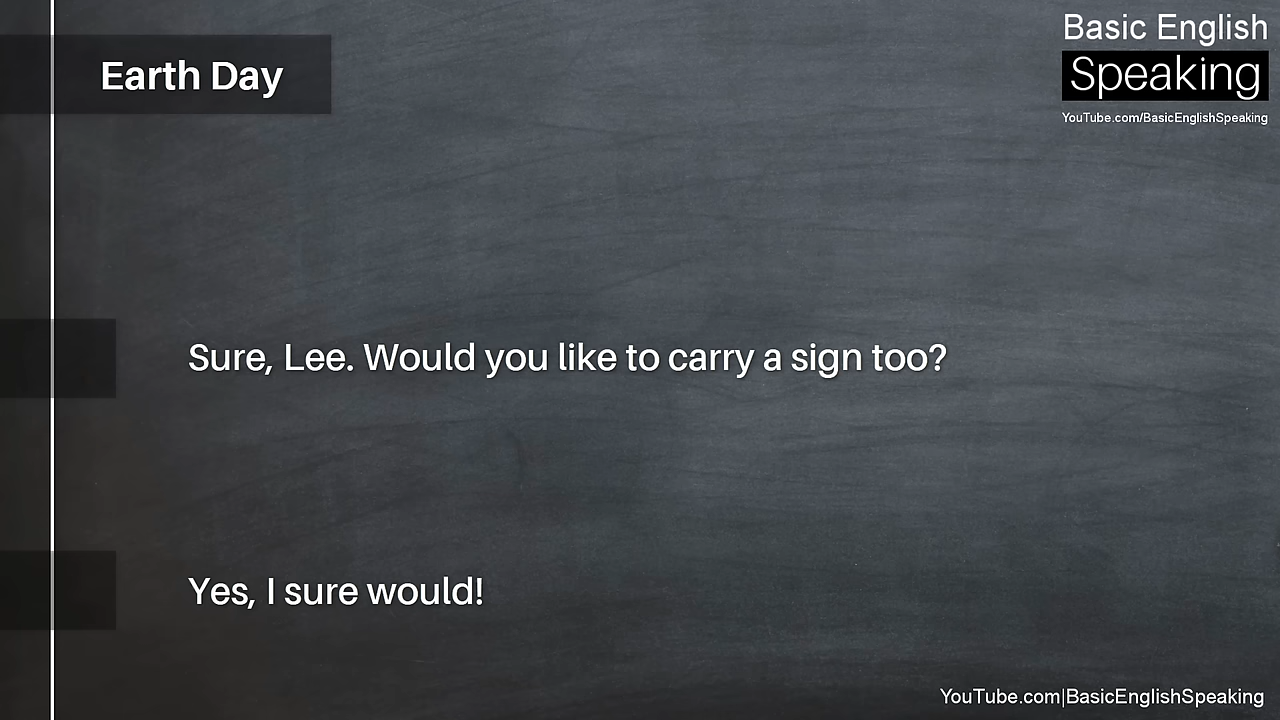 Basic English
Earth Day
Speaking
YouTube.com/BasicEnglishSpeaking
Sure, Lee. Would you like to carry a sign too?
Yes, I sure would!
YouTube.com|BasicEnglishSpeaking